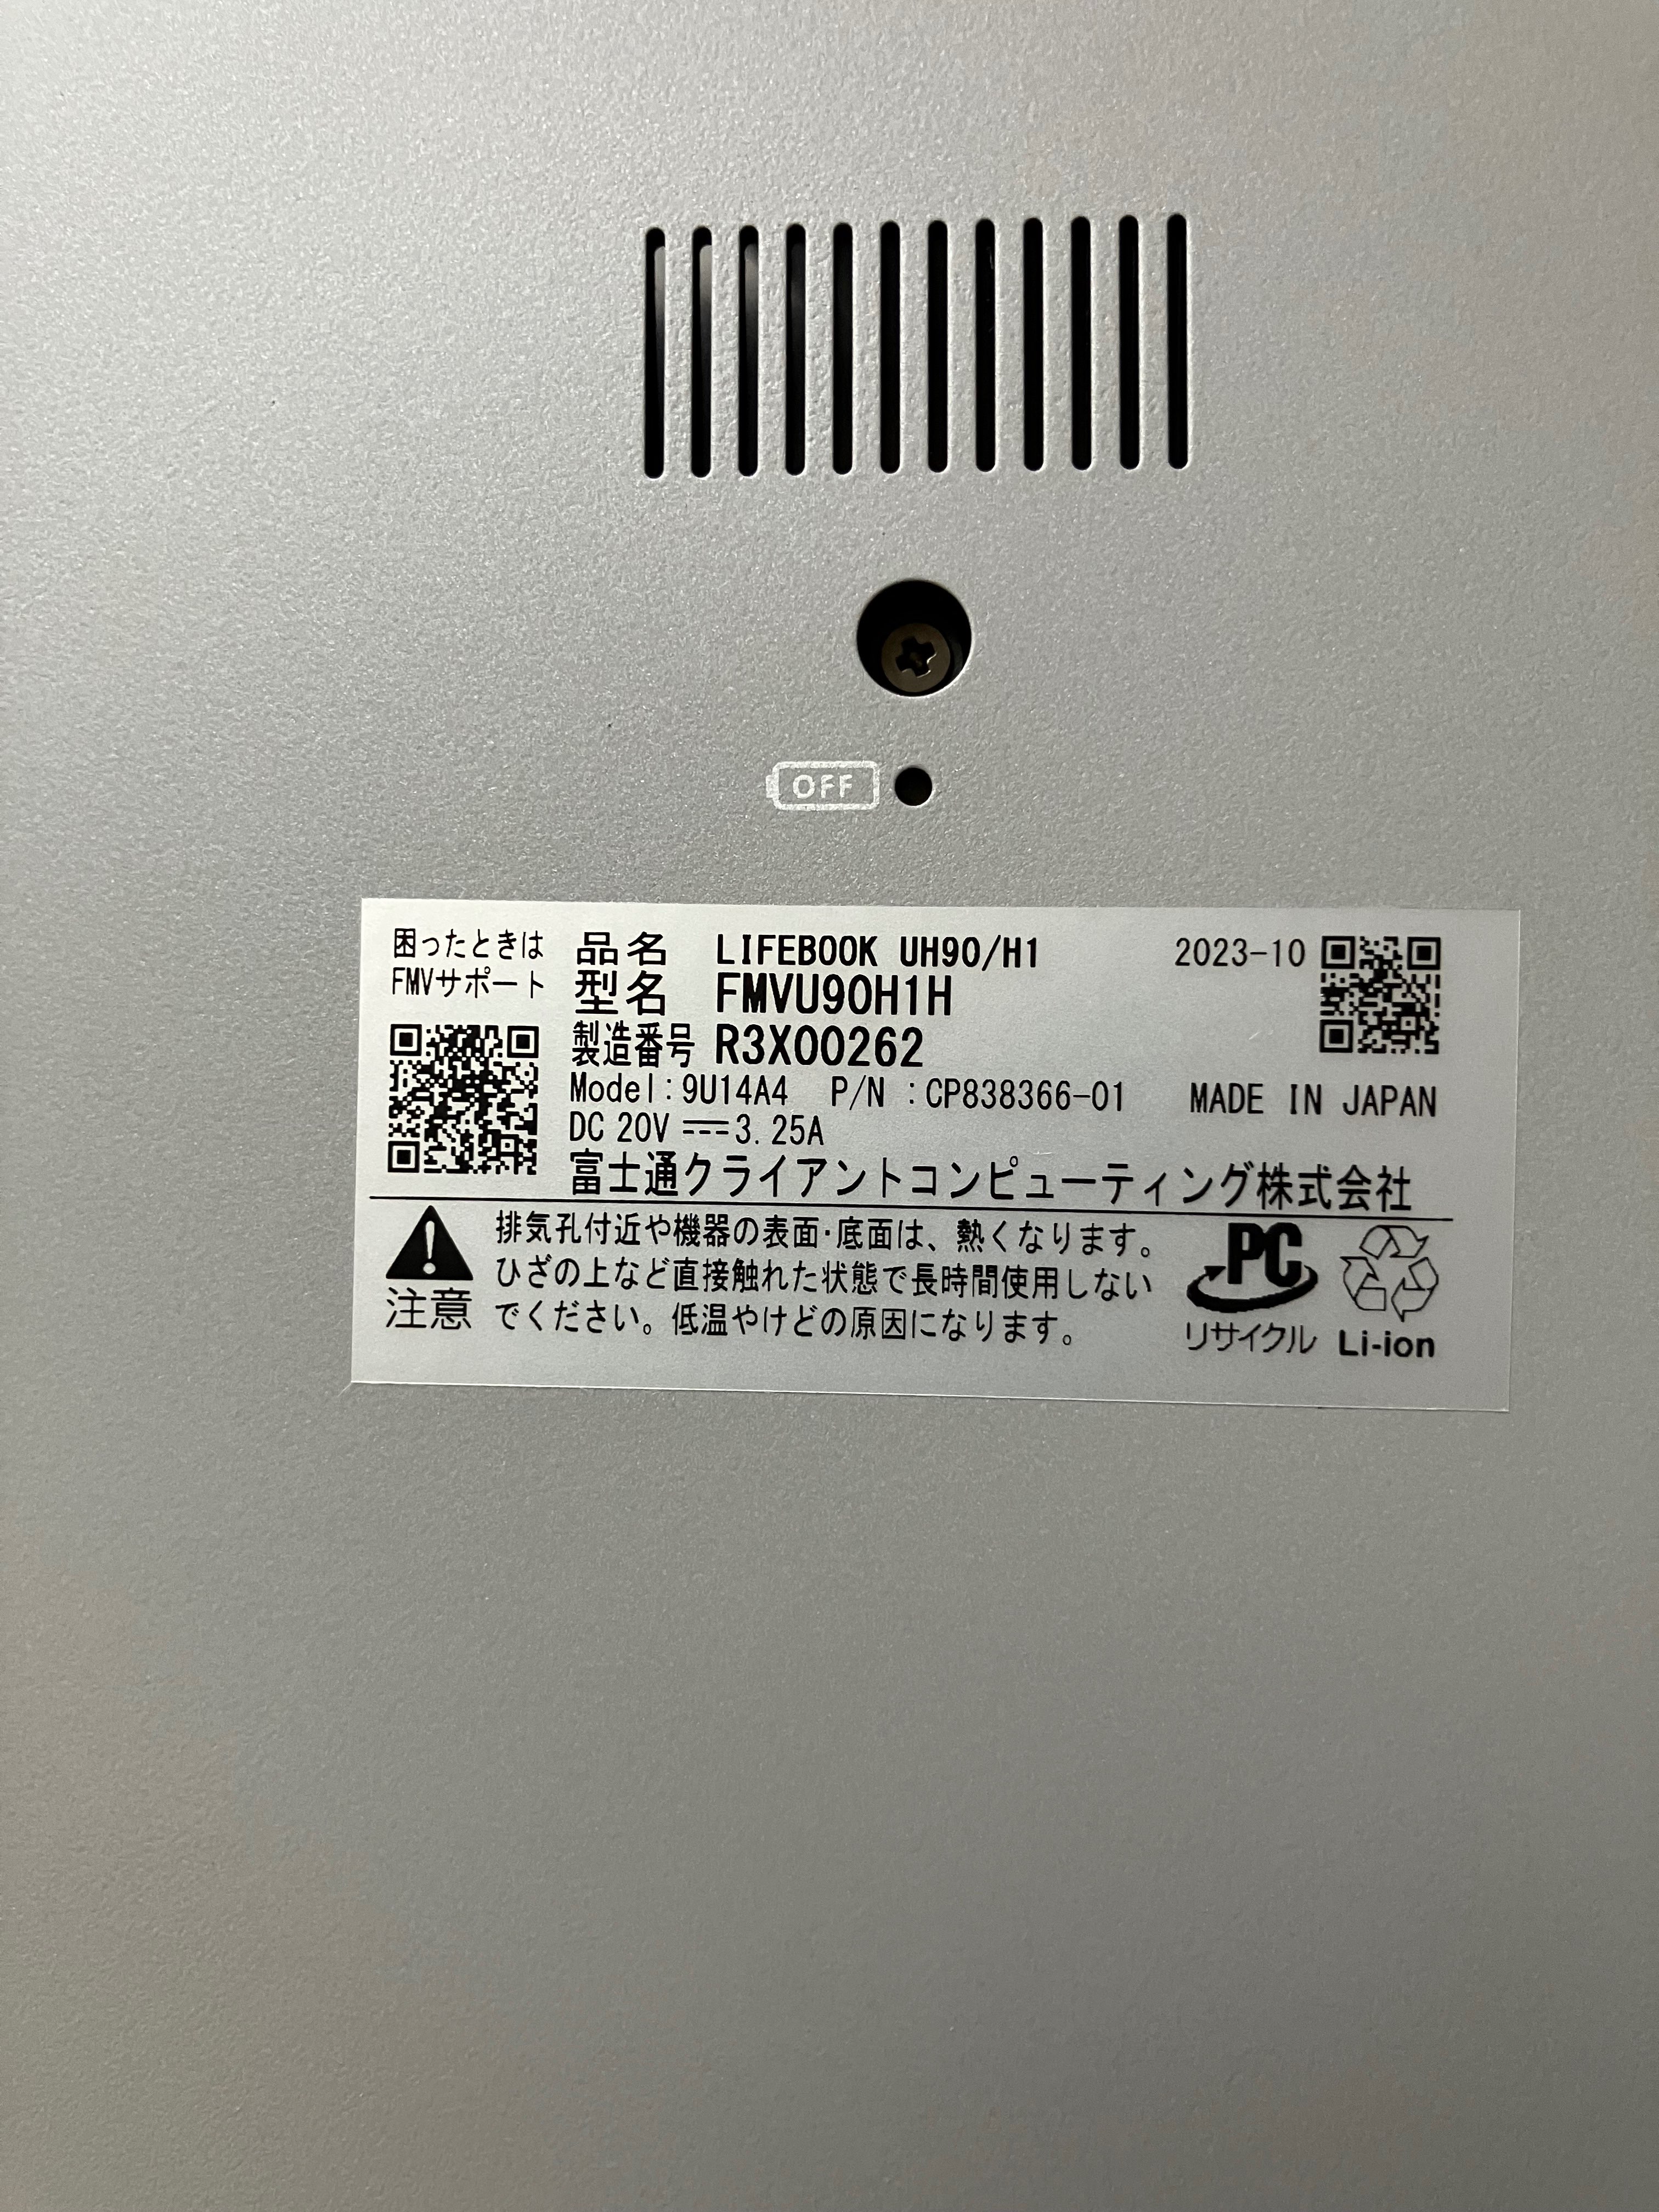 OFF
困ったときは
FMVサポート
品名 LIFEBOOK UH90/H1 2023-10
型名 FMVU90H1H
製造番号 R3X00262
Model:9U14A4 P/N :CP838366-01 MADE IN JAPAN
DC 20V ⎓3.25A
富士通クライアントコンピューティング株式会社
注意
排気孔付近や機器の表面･底面は、熱くなります。
ひざの上など直接触れた状態で長時間使用しない
でください。低温やけどの原因になります。
PC
リサイクル
Li-ion